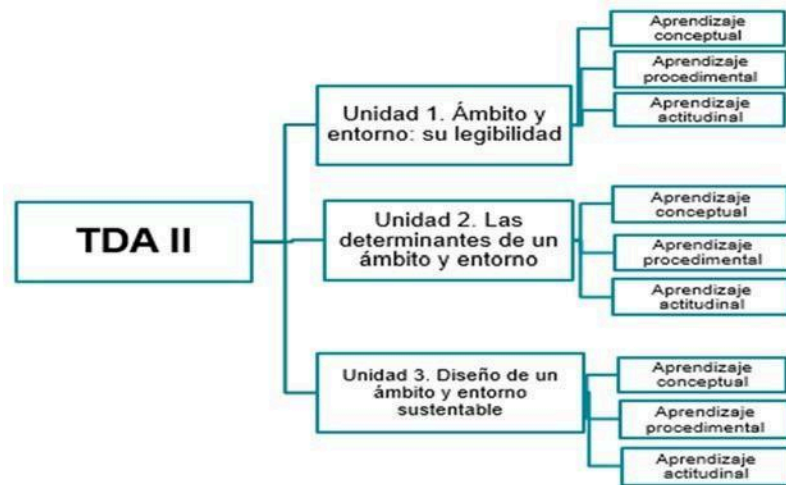 TDA II
Unidad 1. Ámbito y
entorno: su legibilidad
Aprendizaje
conceptual
Aprendizaje
procedimental
Aprendizaje
actitudinal
Unidad 2. Las
determinantes de un
ámbito y entorno
Aprendizaje
conceptual
Aprendizaje
procedimental
Aprendizaje
actitudinal
Unidad 3. Diseño de un
ámbito y entorno
sustentable
Aprendizaje
conceptual
Aprendizaje
procedimental
Aprendizaje
actitudinal